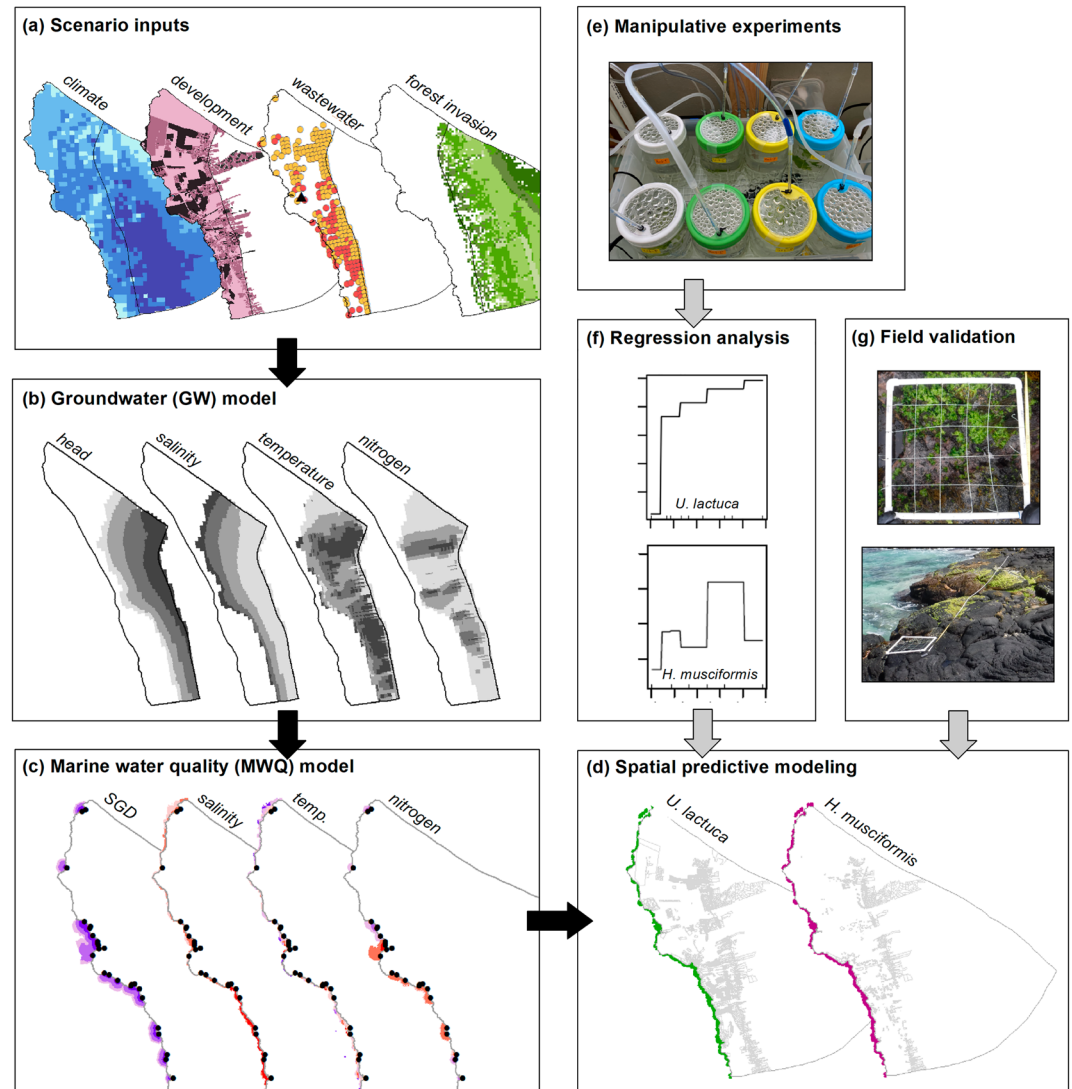 (a) Scenario inputs
climate
development
wastewater
forest invasion
(b) Groundwater (GW) model
head
salinity
temperature
nitrogen
(c) Marine water quality (MWQ) model
SGD
salinity
temp.
nitrogen
(e) Manipulative experiments
(f) Regression analysis
U. lactuca
H. musciformis
(g) Field validation
(d) Spatial predictive modeling
U. lactuca
H. musciformis